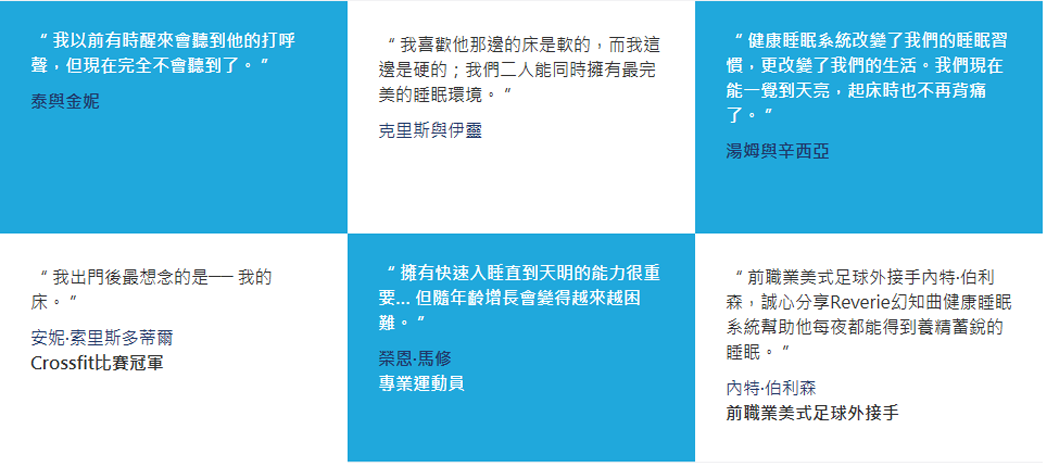 “ 我以前有時醒來會聽到他的打呼
聲，但現在完全不會聽到了。”
泰與金妮
“ 我喜歡他那邊的床是軟的，而我這
邊是硬的；我們二人能同時擁有最完
美的睡眠環境。”
克里斯與伊靈
“ 健康睡眠系統改變了我們的睡眠習
慣，更改變了我們的生活。我們現在
能一覺到天亮，起床時也不再背痛
了。”
湯姆與辛西亞
“ 我出門後最想念的是── 我的
床。”
安妮·索里斯多蒂爾
Crossfit比賽冠軍
“ 擁有快速入睡直到天明的能力很重
要... 但隨年齡增長會變得越來越困
難。”
榮恩·馬修
專業運動員
“ 前職業美式足球外接手內特·伯利
森，誠心分享Reverie幻知曲健康睡眠
系統幫助他每夜都能得到養精蓄銳的
睡眠。”
內特·伯利森
前職業美式足球外接手